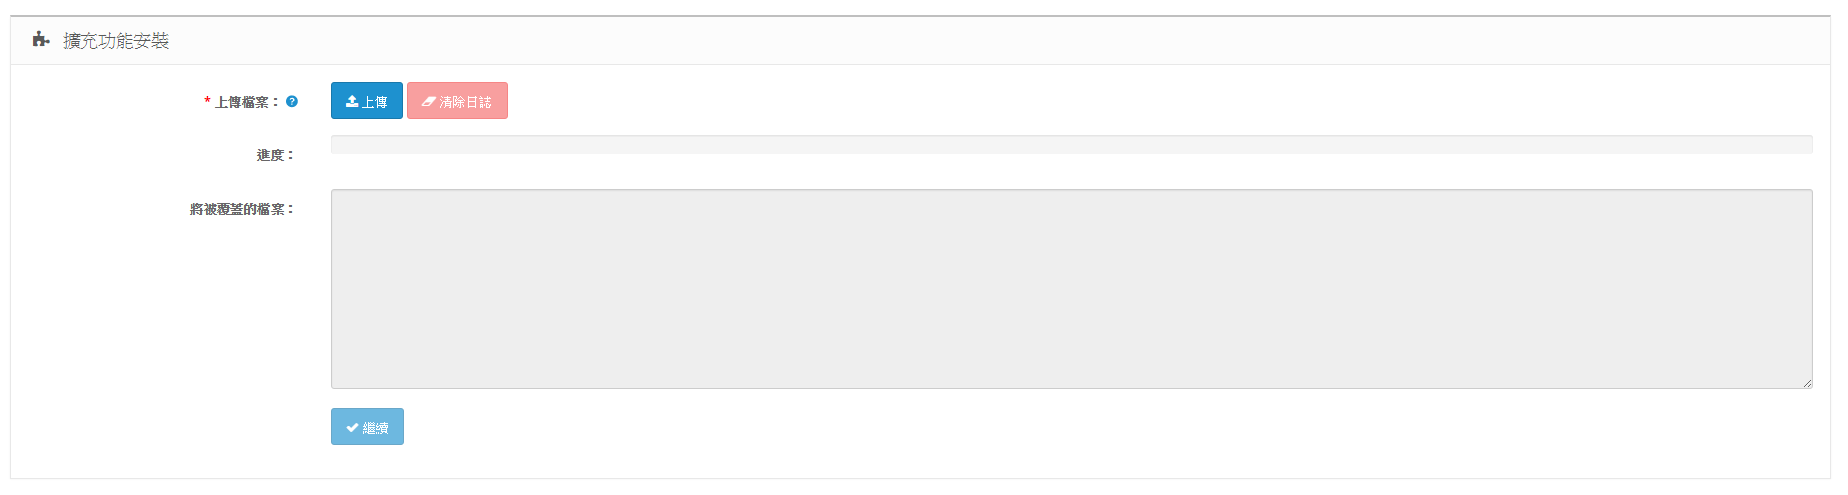 擴充功能安裝
* 上傳檔案： ?
上傳 清除日誌
進度：
將被覆蓋的檔案：
繼續